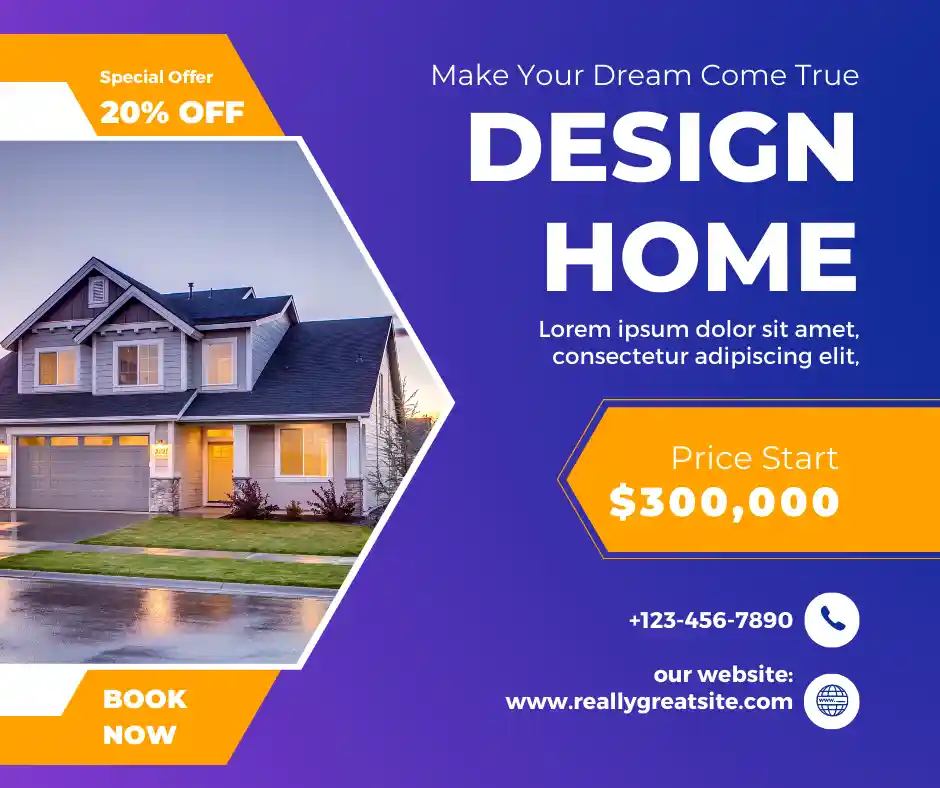 Special Offer
20% OFF
Make Your Dream Come True
DESIGN
HOME
Lorem ipsum dolor sit amet,
consectetur adipiscing elit,
Price Start
$300,000
+123-456-7890
our website:
www.reallygreatsite.com
www
BOOK
NOW